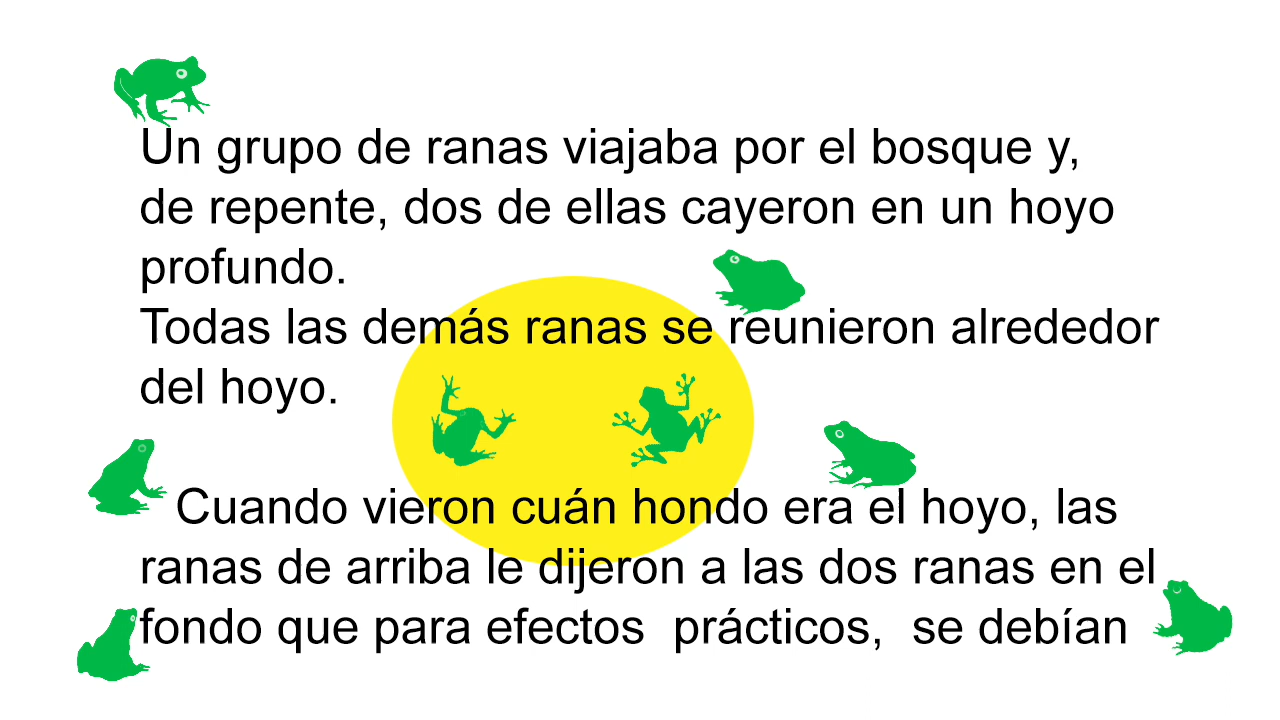 Un grupo de ranas viajaba por el bosque y,
de repente, dos de ellas cayeron en un hoyo
profundo.
Todas las demás ranas se reunieron alrededor
del hoyo.
Cuando vieron cuán hondo era el hoyo, las
ranas de arriba le dijeron a las dos ranas en el
fondo que para efectos  prácticos,  se debían